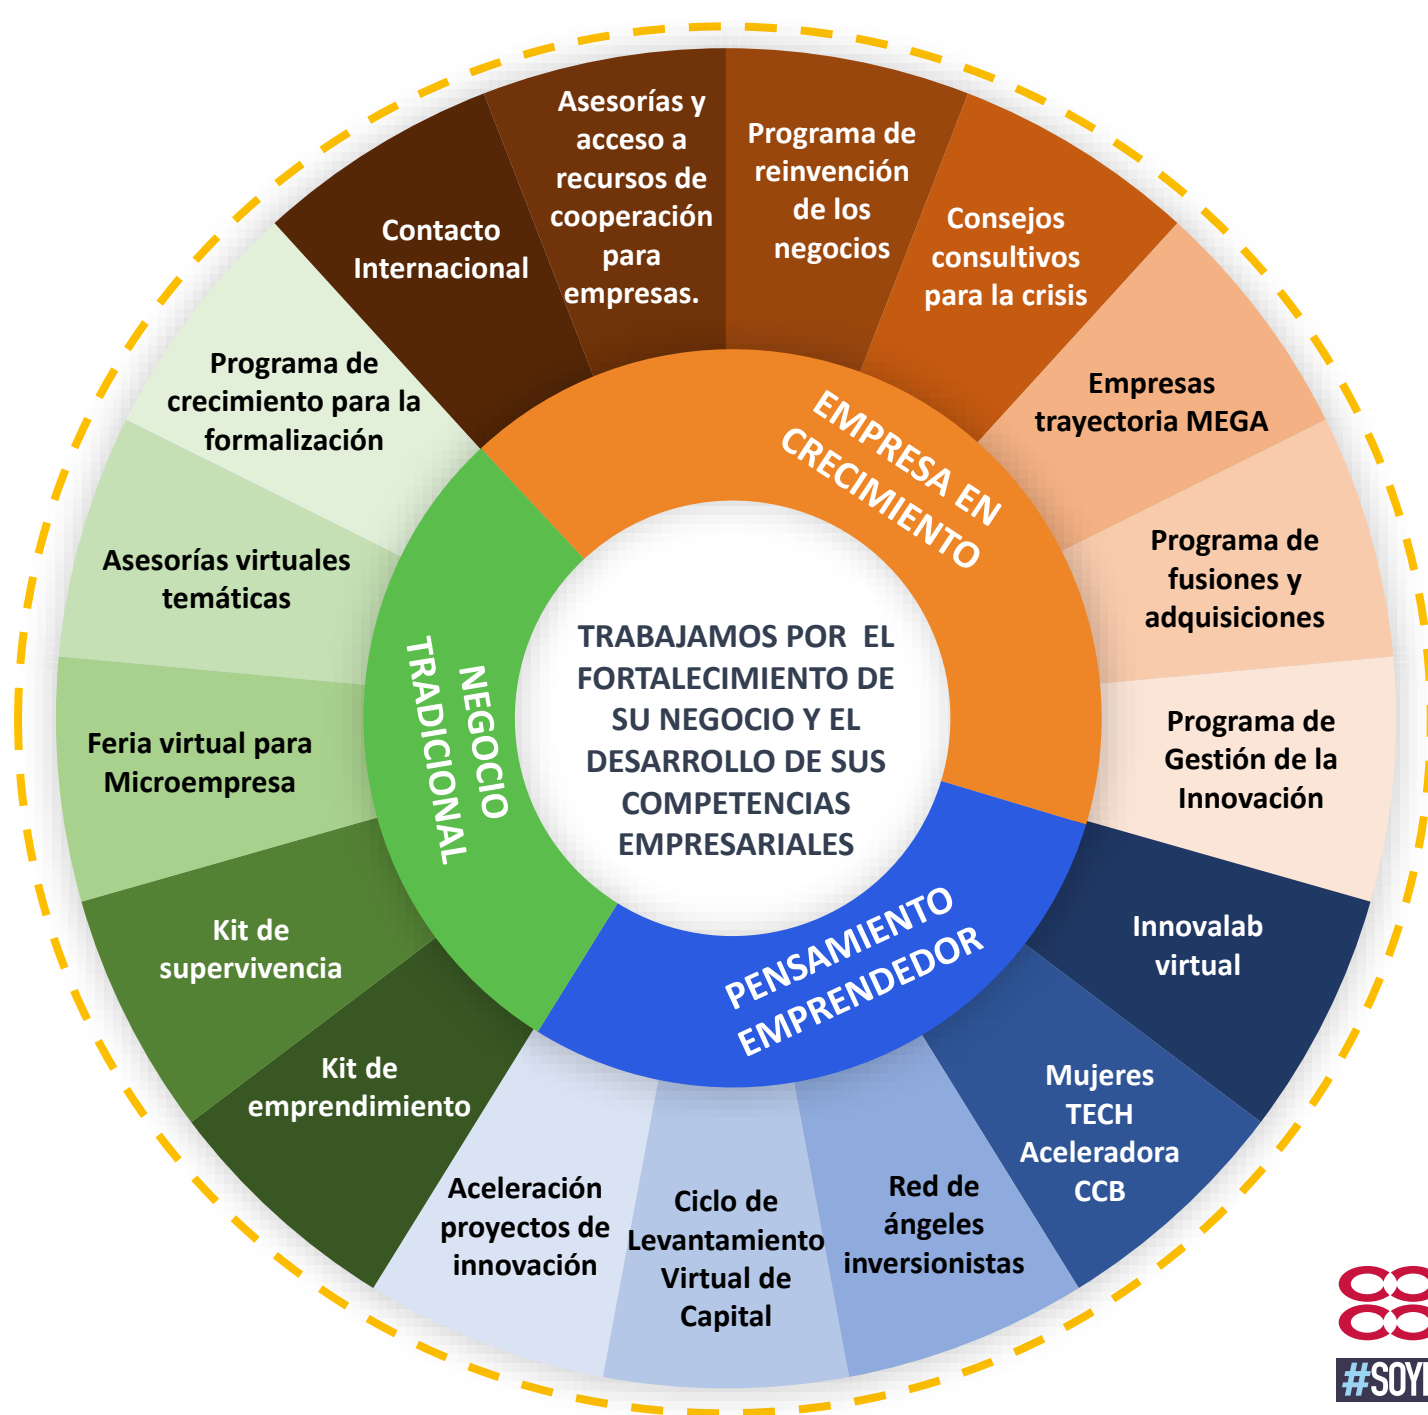 Asesorías y
acceso a
recursos de
cooperación
para
empresas.
Programa de
reinvención
de los
negocios
Consejos
consultivos
para la crisis
Empresas
trayectoria MEGA
Programa de
fusiones y
adquisiciones
Programa de
Gestión de la
Innovación
Innovalab
virtual
Mujeres
TECH
Aceleradora
CCB
Red de
ángeles
inversionistas
Ciclo de
Levantamiento
Virtual de
Capital
Aceleración
proyectos de
innovación
Kit de
emprendimiento
Kit de
supervivencia
Feria virtual para
Microempresa
Asesorías virtuales
temáticas
Programa de
crecimiento para la
formalización
Contacto
Internacional
EMPRESA EN
CRECIMIENTO
PENSAMIENTO
EMPRENDEDOR
NEGOCIO
TRADICIONAL
TRABAJAMOS POR EL
FORTALECIMIENTO DE
SU NEGOCIO Y EL
DESARROLLO DE SUS
COMPETENCIAS
EMPRESARIALES